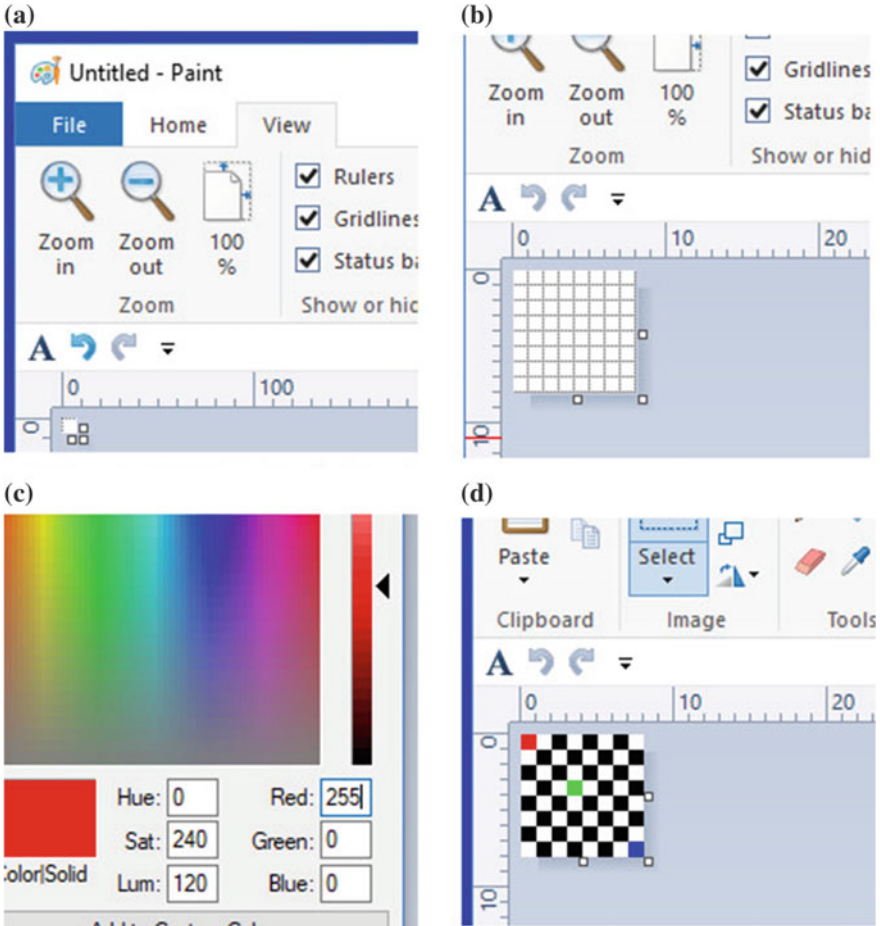 (a)
Untitled - Paint
File Home View
Zoom in
Zoom out
100 %
Rulers
Gridlines
Status ba
Zoom
Show or hid
A
0 100
0
(b)
Zoom in
Zoom out
100 %
Gridlines
Status ba
Zoom
Show or hid
A
0 10 20
0
10
(c)
Hue: 0
Red: 255
Sat: 240
Green: 0
Color|Solid
Lum: 120
Blue: 0
(d)
Paste
Select
Clipboard
Image
Tools
A
0 10 20
0
10